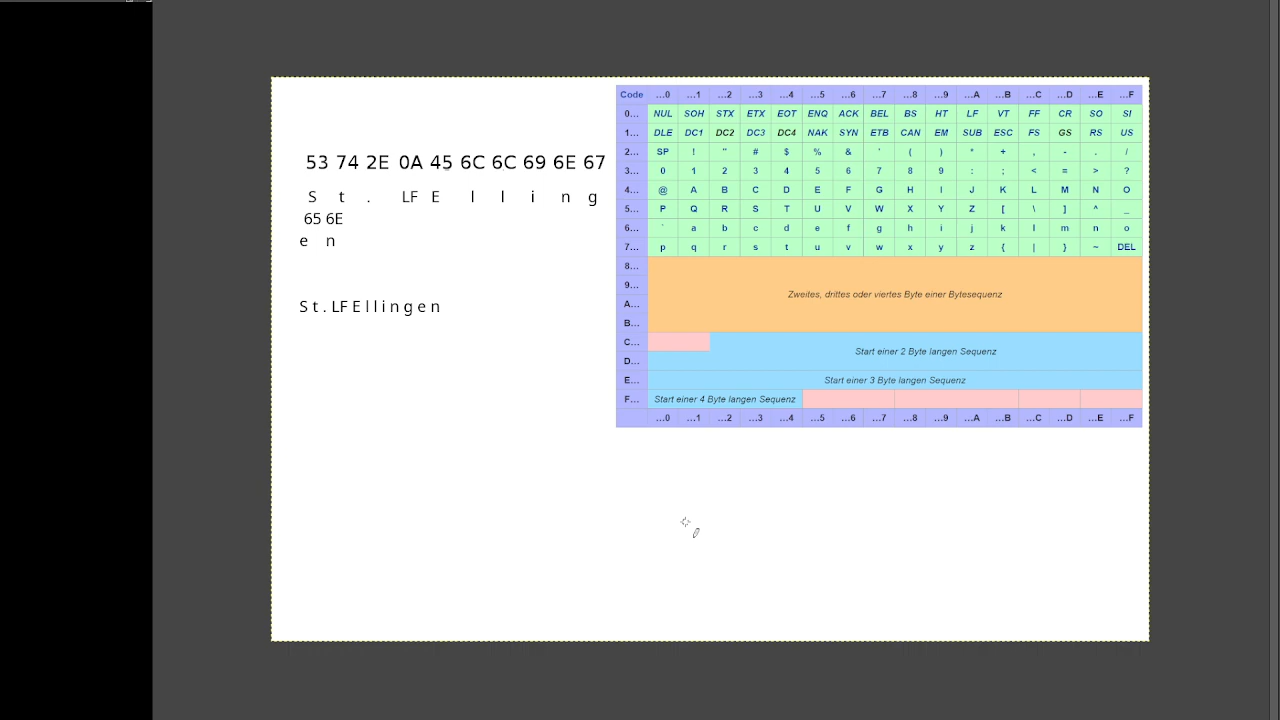 53 74 2E 0A 45 6C 6C 69 6E 67
S t . LF E l l i n g
65 6E
e n
S t . LF E l l i n g e n
Code ...0 ...1 ...2 ...3 ...4 ...5 ...6 ...7 ...8 ...9 ...A ...B ...C ...D ...E ...F
0... NUL SOH STX ETX EOT ENQ ACK BEL BS HT LF VT FF CR SO SI
1... DLE DC1 DC2 DC3 DC4 NAK SYN ETB CAN EM SUB ESC FS GS RS US
2... SP ! " # $ % & ' ( ) * + , - . /
3... 0 1 2 3 4 5 6 7 8 9 : ; < = > ?
4... @ A B C D E F G H I J K L M N O
5... P Q R S T U V W X Y Z [ \ ] ^ _
6... ` a b c d e f g h i j k l m n o
7... p q r s t u v w x y z { | } ~ DEL
8...
9...
Zweites, drittes oder viertes Byte einer Bytesequenz
A...
B...
C...
Start einer 2 Byte langen Sequenz
D...
E... Start einer 3 Byte langen Sequenz
F... Start einer 4 Byte langen Sequenz
...0 ...1 ...2 ...3 ...4 ...5 ...6 ...7 ...8 ...9 ...A ...B ...C ...D ...E ...F